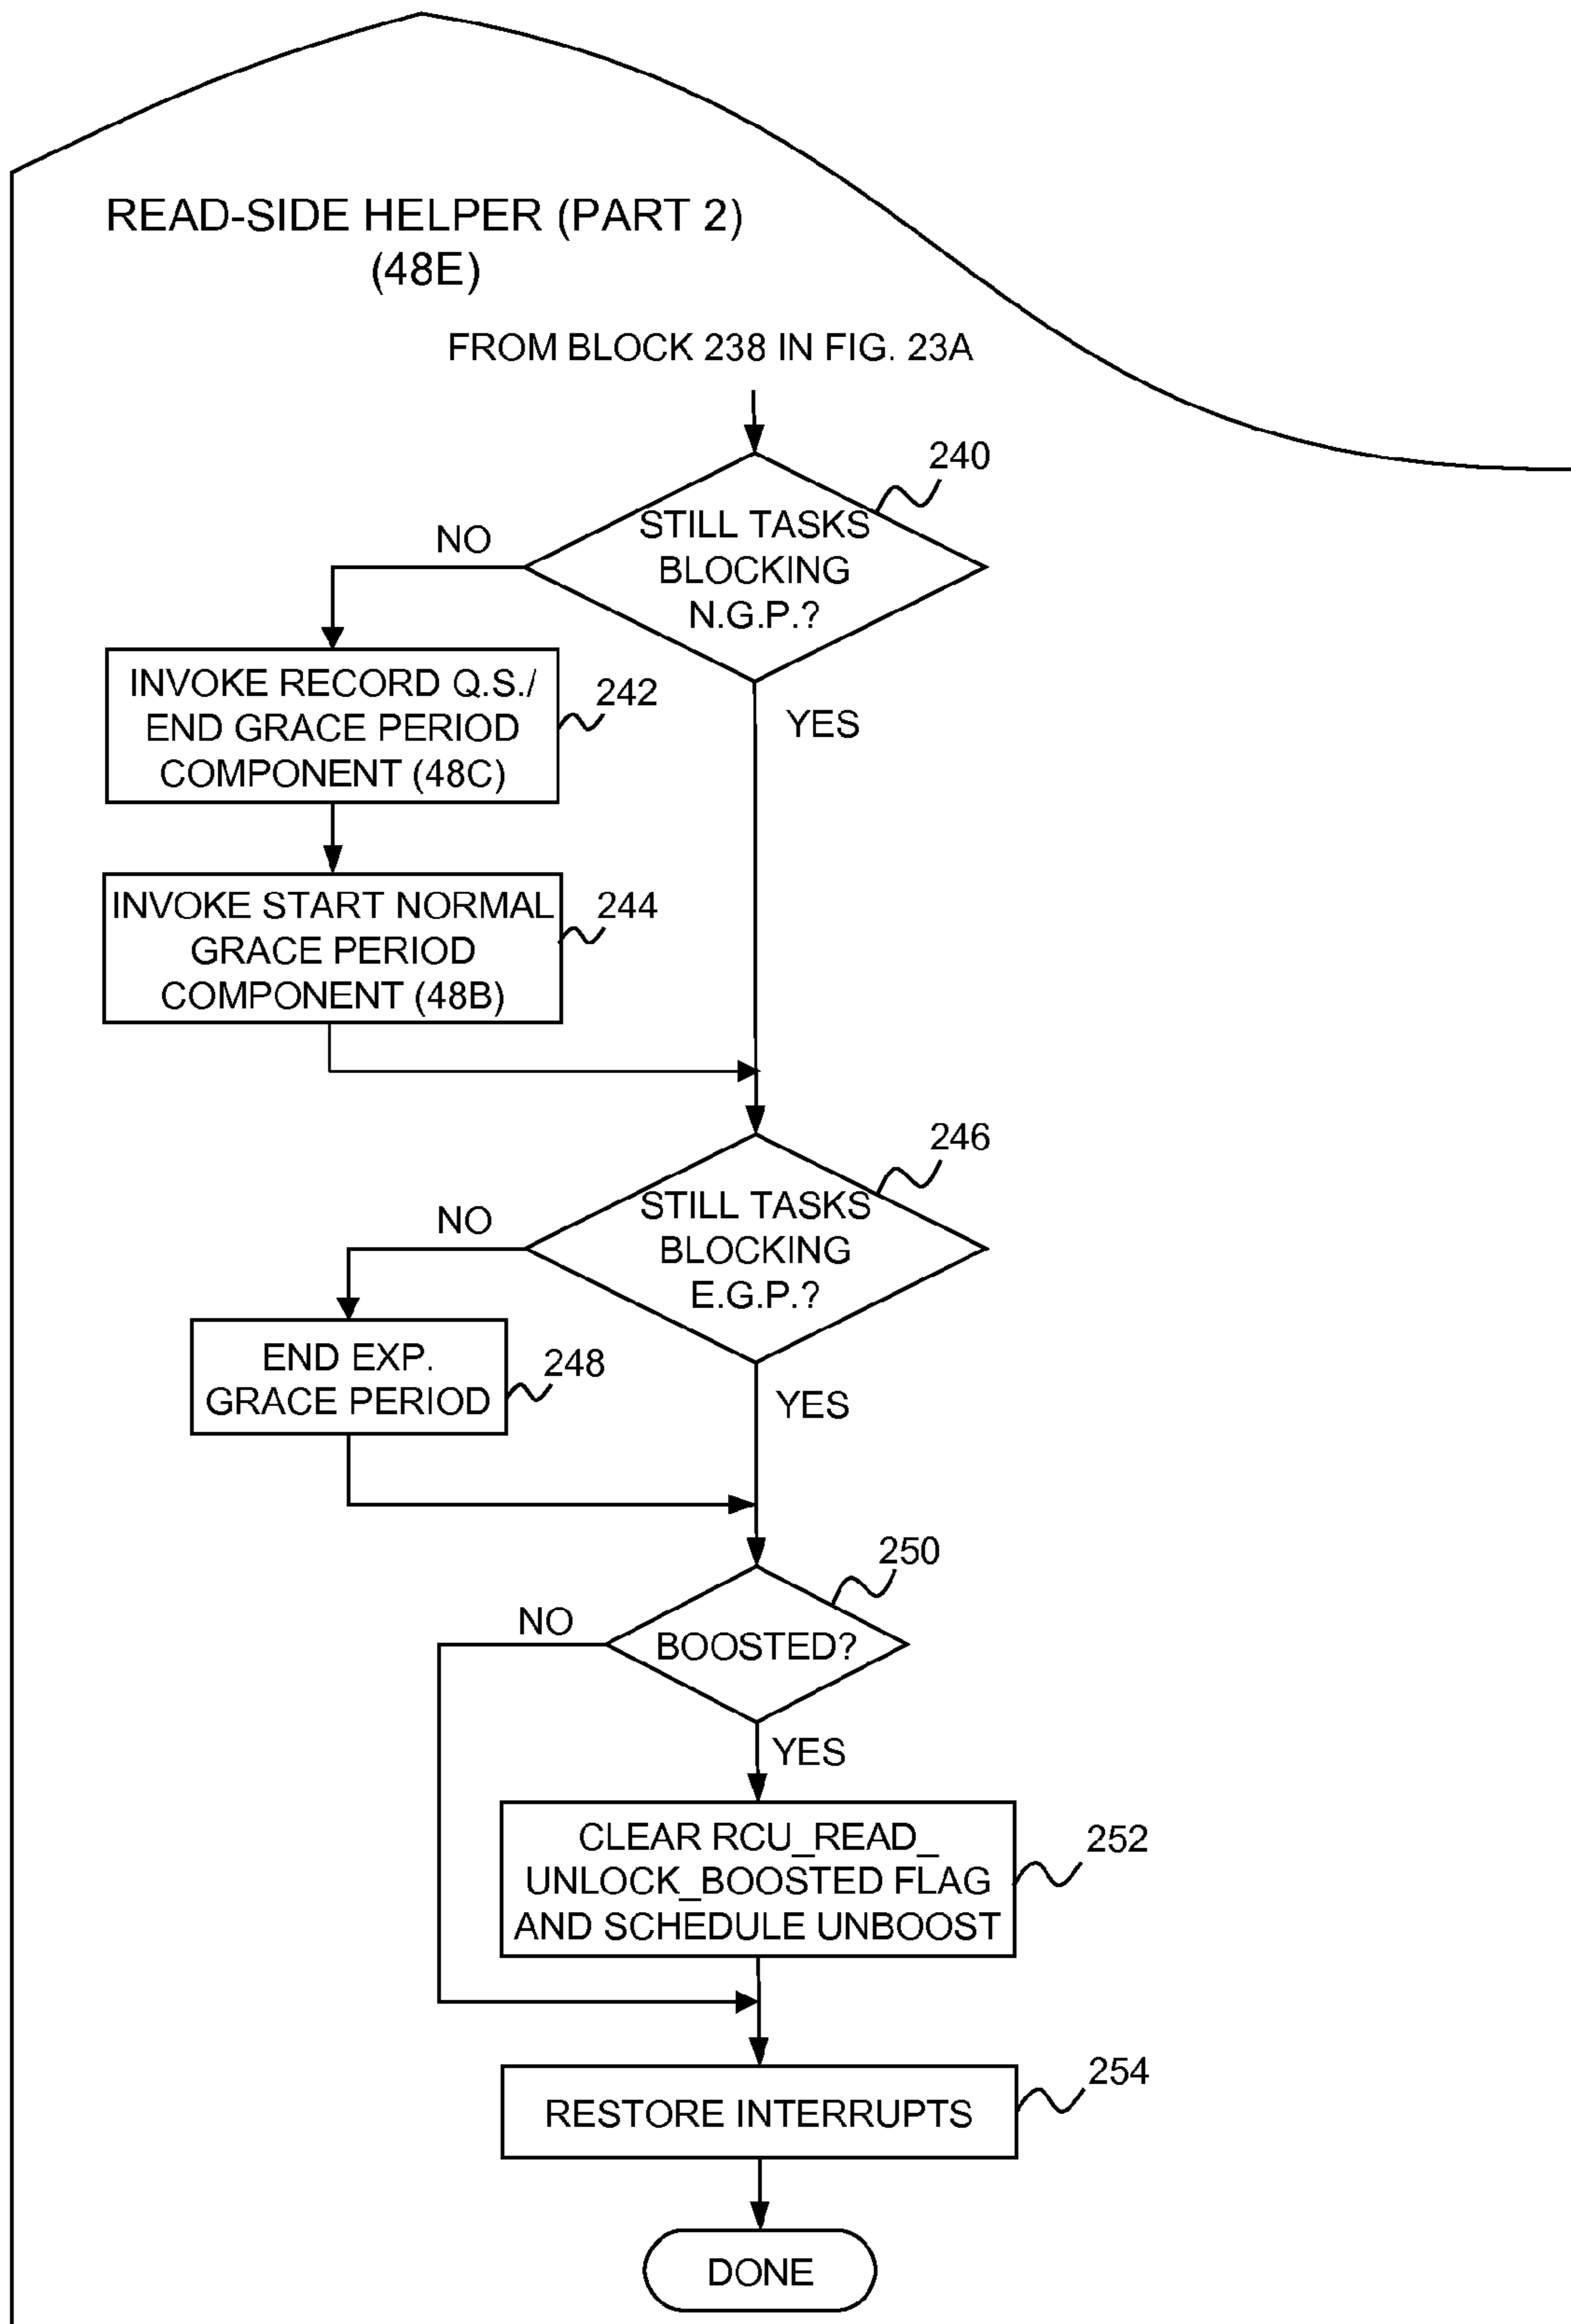 READ-SIDE HELPER (PART 2)
(48E)
FROM BLOCK 238 IN FIG. 23A
240
STILL TASKS
BLOCKING
N.G.P.?
NO
YES
INVOKE RECORD Q.S./
END GRACE PERIOD
COMPONENT (48C)
242
INVOKE START NORMAL
GRACE PERIOD
COMPONENT (48B)
244
246
STILL TASKS
BLOCKING
E.G.P.?
NO
YES
END EXP.
GRACE PERIOD
248
250
BOOSTED?
NO
YES
CLEAR RCU_READ_
UNLOCK_BOOSTED FLAG
AND SCHEDULE UNBOOST
252
RESTORE INTERRUPTS
254
DONE